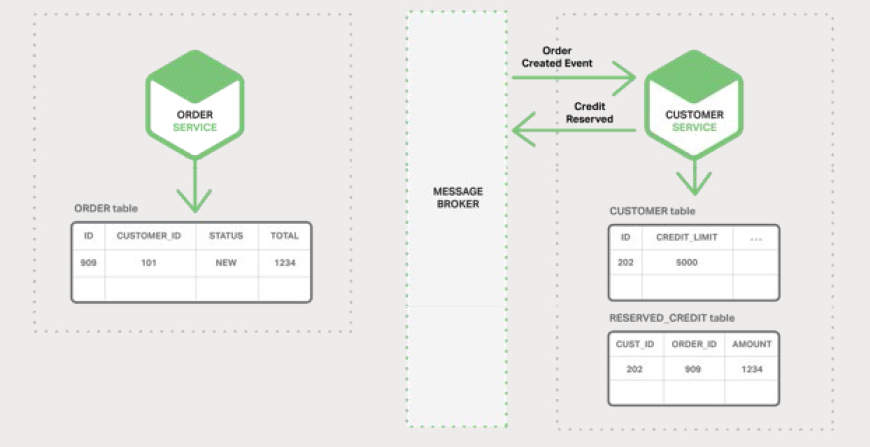 ORDER
SERVICE
ORDER table
ID CUSTOMER_ID STATUS TOTAL
909 101 NEW 1234
MESSAGE
BROKER
Order
Created Event
Credit
Reserved
CUSTOMER
SERVICE
CUSTOMER table
ID CREDIT_LIMIT ...
202 5000
RESERVED_CREDIT table
CUST_ID ORDER_ID AMOUNT
202 909 1234